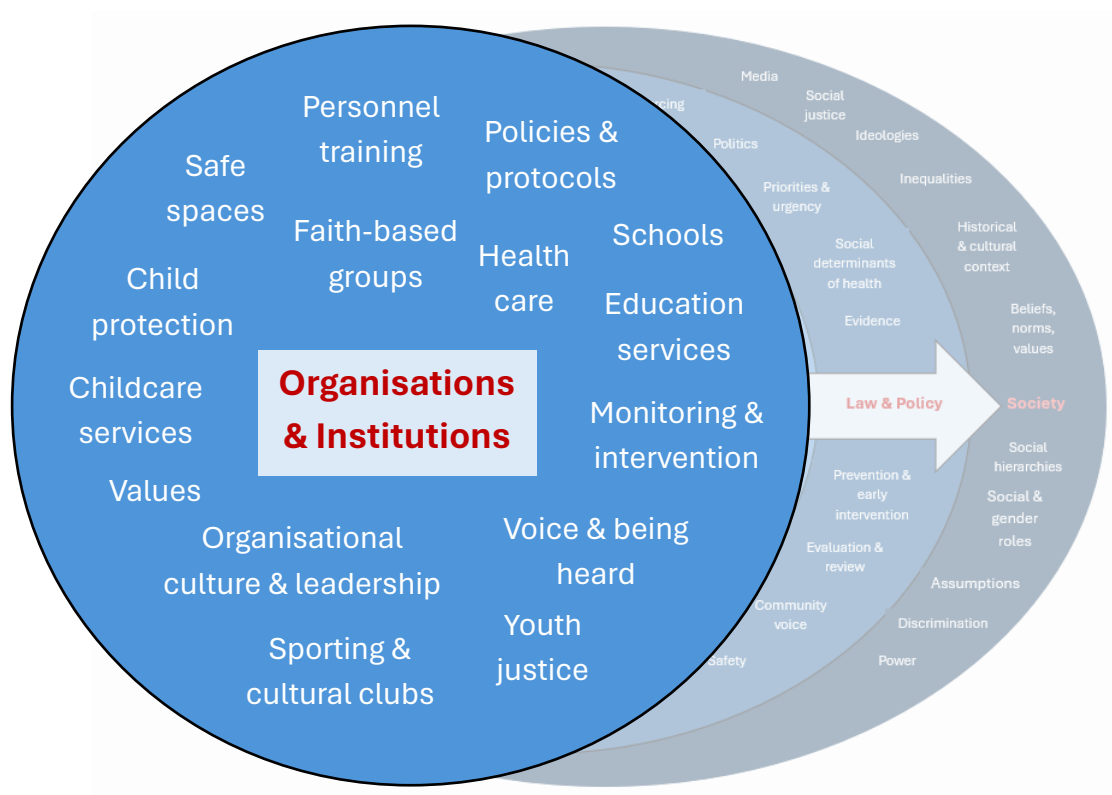 Personnel
training
Policies &
protocols
Safe
spaces
Faith-based
groups
Health
care
Schools
Child
protection
Education
services
Organisations
& Institutions
Childcare
services
Monitoring &
intervention
Values
Organisational
culture & leadership
Voice & being
heard
Youth
justice
Sporting &
cultural clubs
Politics
Priorities &
urgency
Social
determinants
of health
Evidence
Law & Policy
Prevention &
early
intervention
Evaluation &
review
Community
voice
Safety
Media
Social
justice
Ideologies
Inequalities
Historical
& cultural
context
Beliefs,
norms,
values
Society
Social
hierarchies
Social &
gender
roles
Assumptions
Discrimination
Power